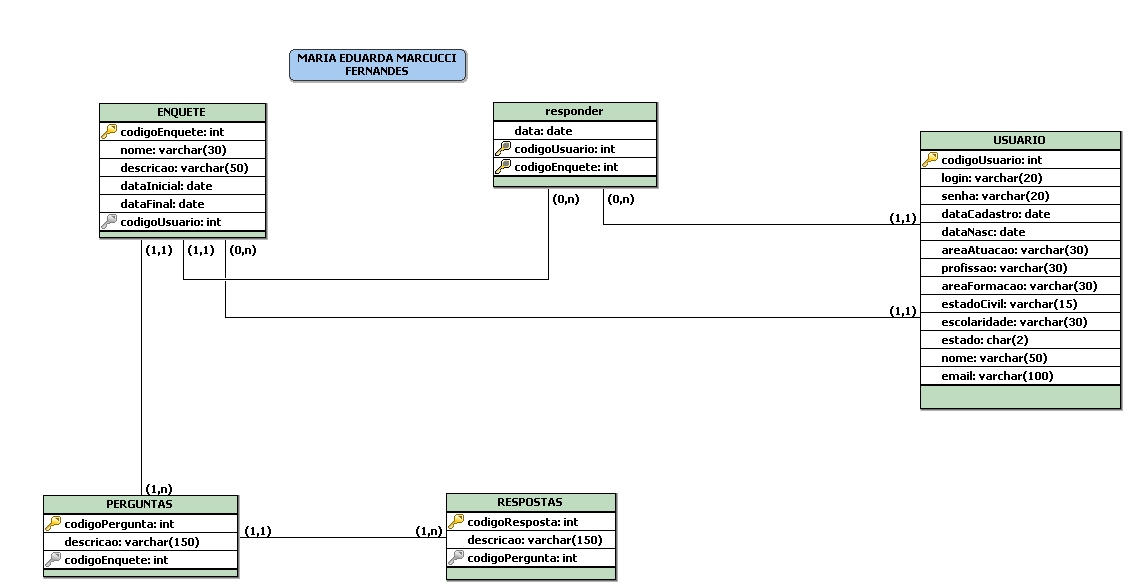 MARIA EDUARDA MARCUCCI
FERNANDES
ENQUETE
codigoEnquete: int
nome: varchar(30)
descricao: varchar(50)
dataInicial: date
dataFinal: date
codigoUsuario: int
responder
data: date
codigoUsuario: int
codigoEnquete: int
USUARIO
codigoUsuario: int
login: varchar(20)
senha: varchar(20)
dataCadastro: date
dataNasc: date
areaAtuacao: varchar(30)
profissao: varchar(30)
areaFormacao: varchar(30)
estadoCivil: varchar(15)
escolaridade: varchar(30)
estado: char(2)
nome: varchar(50)
email: varchar(100)
(1,1)
(1,1)
(0,n)
(0,n)
(0,n)
(1,1)
(1,1)
(1,n)
PERGUNTAS
codigoPergunta: int
descricao: varchar(150)
codigoEnquete: int
(1,1)
(1,n)
RESPOSTAS
codigoResposta: int
descricao: varchar(150)
codigoPergunta: int